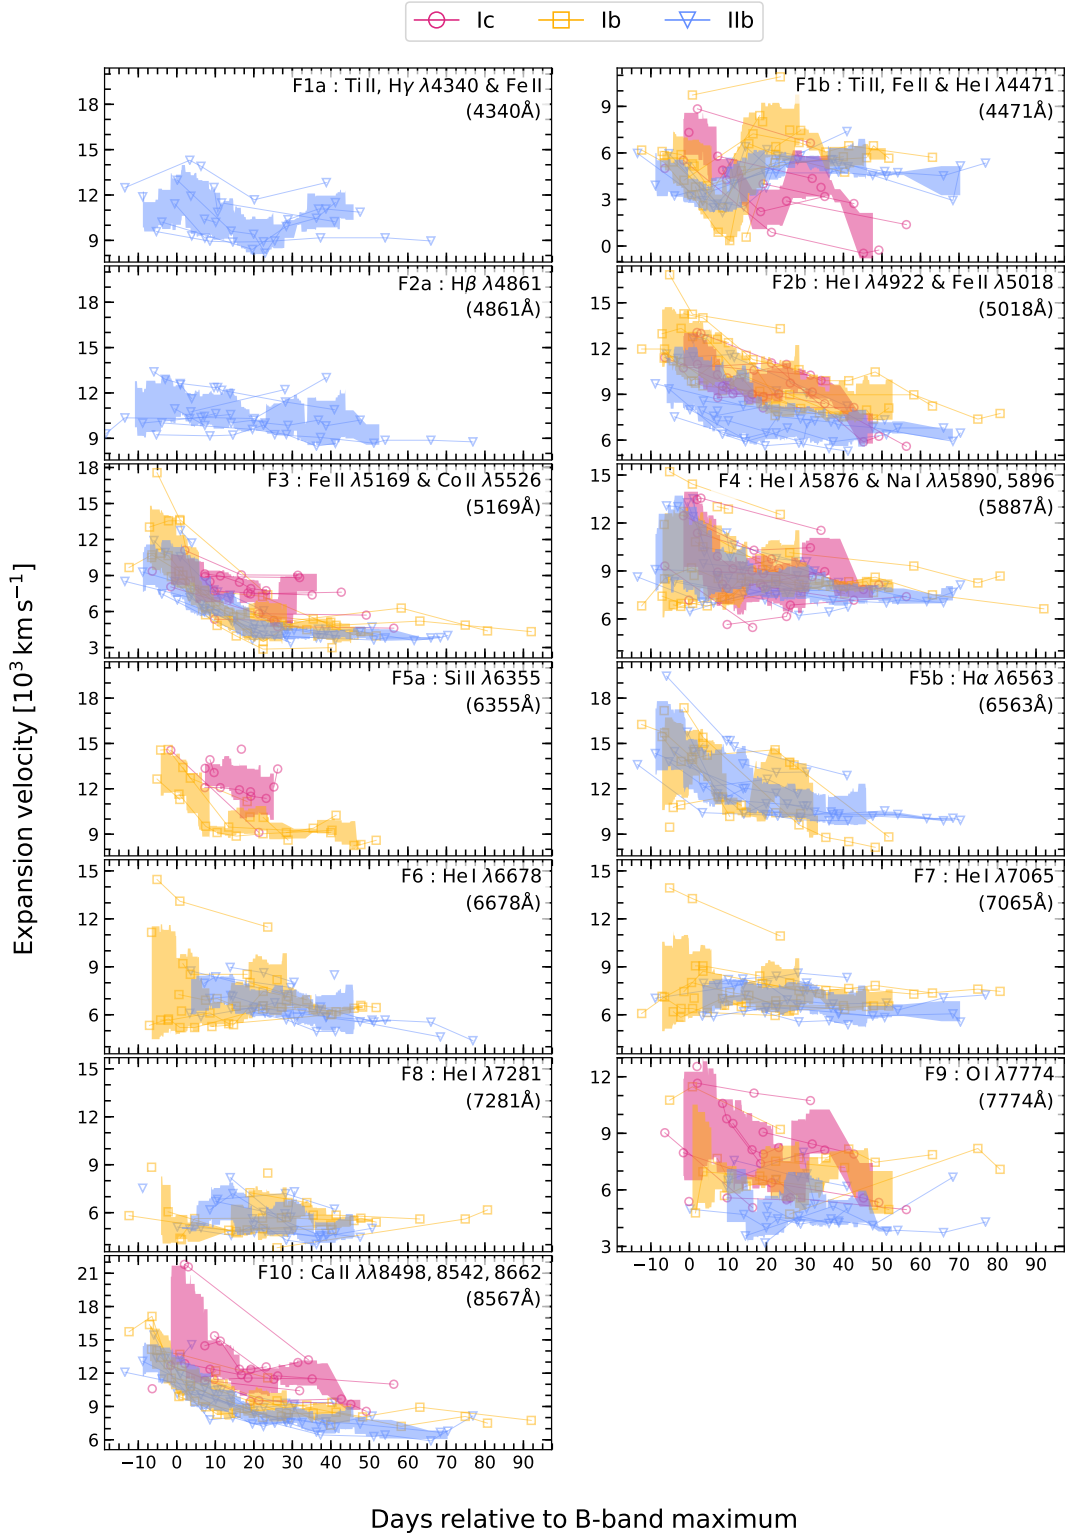 Ic Ib IIb
F1a : Ti II, Hγ λ4340 & Fe II
(4340Å)
18
15
12
9
F1b : Ti II, Fe II & He I λ4471
(4471Å)
9
6
3
0
F2a : Hβ λ4861
(4861Å)
18
15
12
9
F2b : He I λ4922 & Fe II λ5018
(5018Å)
15
12
9
6
F3 : Fe II λ5169 & Co II λ5526
(5169Å)
18
15
12
9
6
3
F4 : He I λ5876 & Na I λλ5890, 5896
(5887Å)
15
12
9
6
F5a : Si II λ6355
(6355Å)
18
15
12
9
F5b : Hα λ6563
(6563Å)
18
15
12
9
F6 : He I λ6678
(6678Å)
15
12
9
6
F7 : He I λ7065
(7065Å)
15
12
9
6
F8 : He I λ7281
(7281Å)
15
12
9
6
F9 : O I λ7774
(7774Å)
12
9
6
3
−10 0 10 20 30 40 50 60 70 80 90
F10 : Ca II λλ8498, 8542, 8662
(8567Å)
21
18
15
12
9
6
−10 0 10 20 30 40 50 60 70 80 90
Expansion velocity [10³ km s⁻¹]
Days relative to B-band maximum